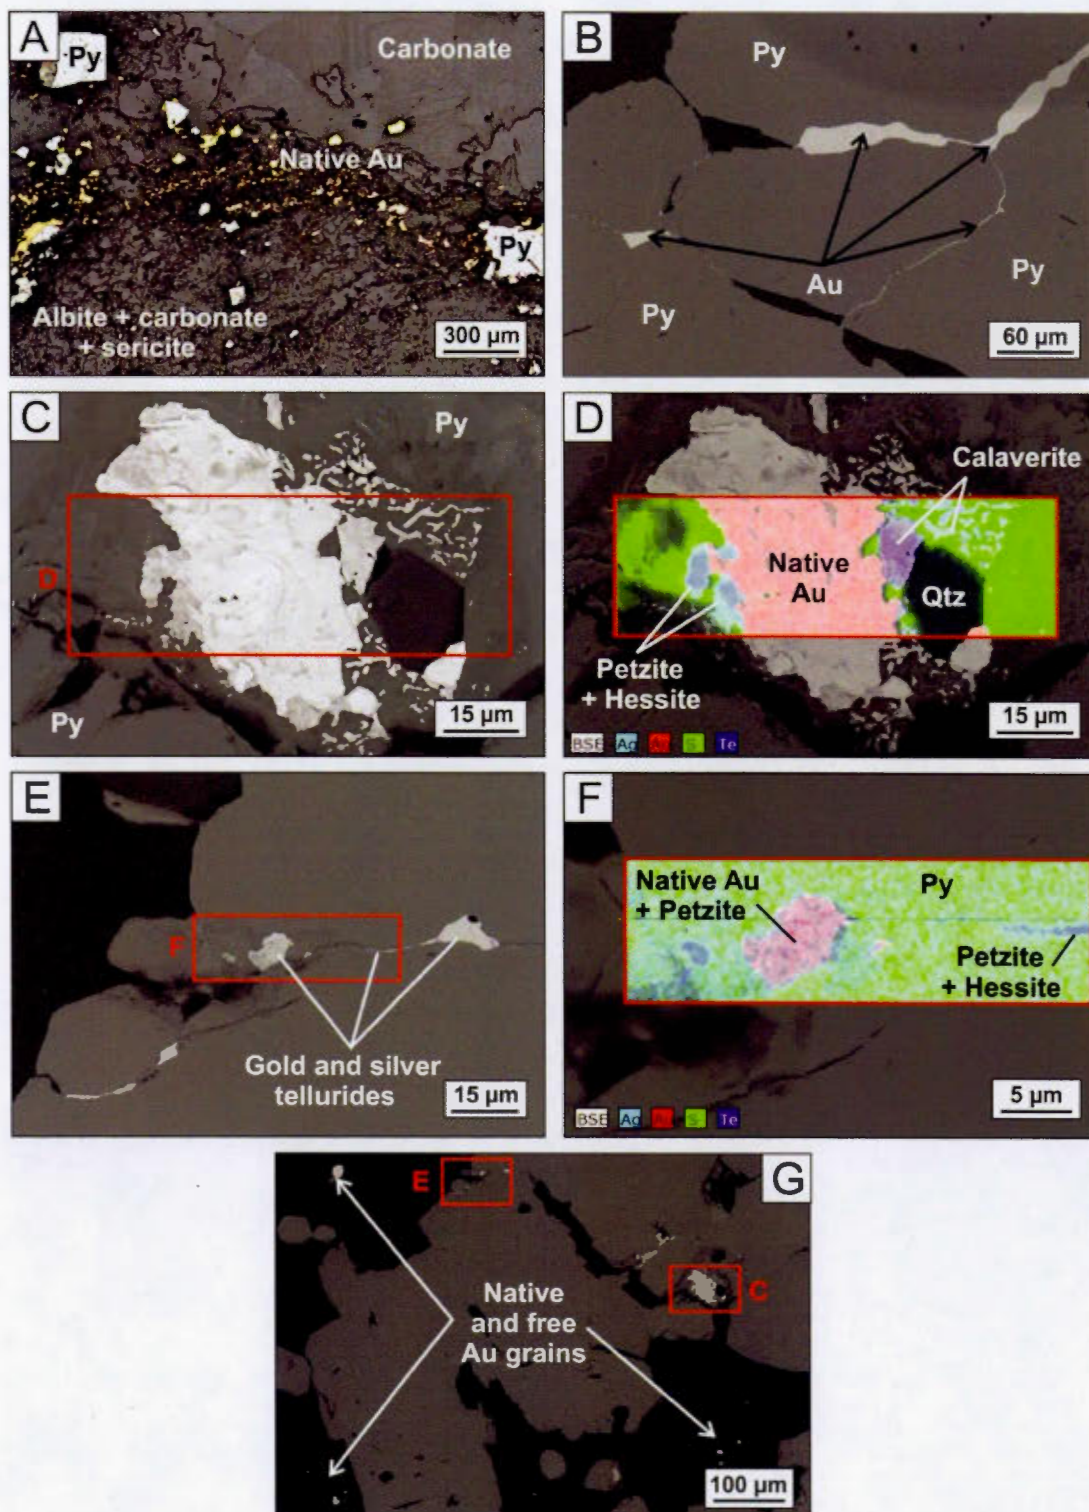 A
Py
Carbonate
Native Au
Py
Albite + carbonate
+ sericite
300 µm
B
Py
Au
Py
Py
60 µm
C
Py
D
Py
15 µm
D
Calaverite
Native
Au
Qtz
Petzite
+ Hessite
15 µm
BSE Ag Au S Te
E
F
Gold and silver
tellurides
15 µm
F
Native Au
+ Petzite
Py
Petzite
+ Hessite
5 µm
BSE Ag Au S Te
G
E
C
Native
and free
Au grains
100 µm